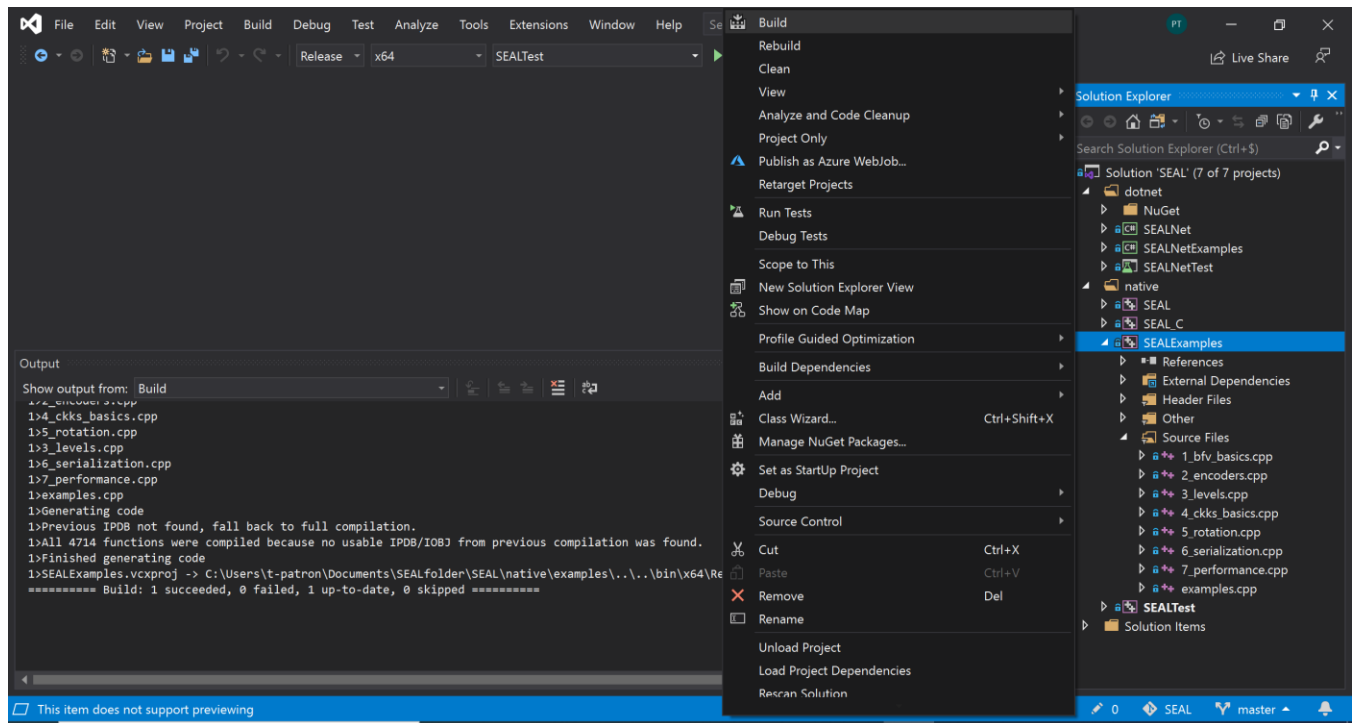 File Edit View Project Build Debug Test Analyze Tools Extensions Window Help Se
PT
Release x64 SEALTest
Live Share
Build
Rebuild
Clean
View
Analyze and Code Cleanup
Project Only
Publish as Azure WebJob...
Retarget Projects
Run Tests
Debug Tests
Scope to This
New Solution Explorer View
Show on Code Map
Profile Guided Optimization
Build Dependencies
Add
Class Wizard... Ctrl+Shift+X
Manage NuGet Packages...
Set as StartUp Project
Debug
Source Control
Cut Ctrl+X
Paste Ctrl+V
Remove Del
Rename
Unload Project
Load Project Dependencies
Rescan Solution
Solution Explorer
Search Solution Explorer (Ctrl+$)
Solution 'SEAL' (7 of 7 projects)
dotnet
NuGet
C# SEALNet
C# SEALNetExamples
SEALNetTest
native
SEAL
SEAL_C
SEALExamples
References
External Dependencies
Header Files
Other
Source Files
1_bfv_basics.cpp
2_encoders.cpp
3_levels.cpp
4_ckks_basics.cpp
5_rotation.cpp
6_serialization.cpp
7_performance.cpp
examples.cpp
SEALTest
Solution Items
Output
Show output from: Build
1>2_encoders.cpp
1>4_ckks_basics.cpp
1>5_rotation.cpp
1>3_levels.cpp
1>6_serialization.cpp
1>7_performance.cpp
1>examples.cpp
1>Generating code
1>Previous IPDB not found, fall back to full compilation.
1>All 4714 functions were compiled because no usable IPDB/IOBJ from previous compilation was found.
1>Finished generating code
1>SEALExamples.vcxproj -> C:\Users\t-patron\Documents\SEALfolder\SEAL\native\examples\..\..\bin\x64\Re
========== Build: 1 succeeded, 0 failed, 1 up-to-date, 0 skipped ==========
This item does not support previewing
0 SEAL master